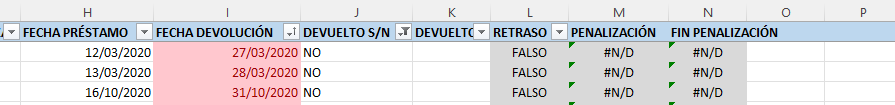 H I J K L M N O P
FECHA PRÉSTAMO FECHA DEVOLUCIÓN DEVUELTO S/N DEVUELTO RETRASO PENALIZACIÓN FIN PENALIZACIÓN
12/03/2020 27/03/2020 NO FALSO #N/D #N/D
13/03/2020 28/03/2020 NO FALSO #N/D #N/D
16/10/2020 31/10/2020 NO FALSO #N/D #N/D